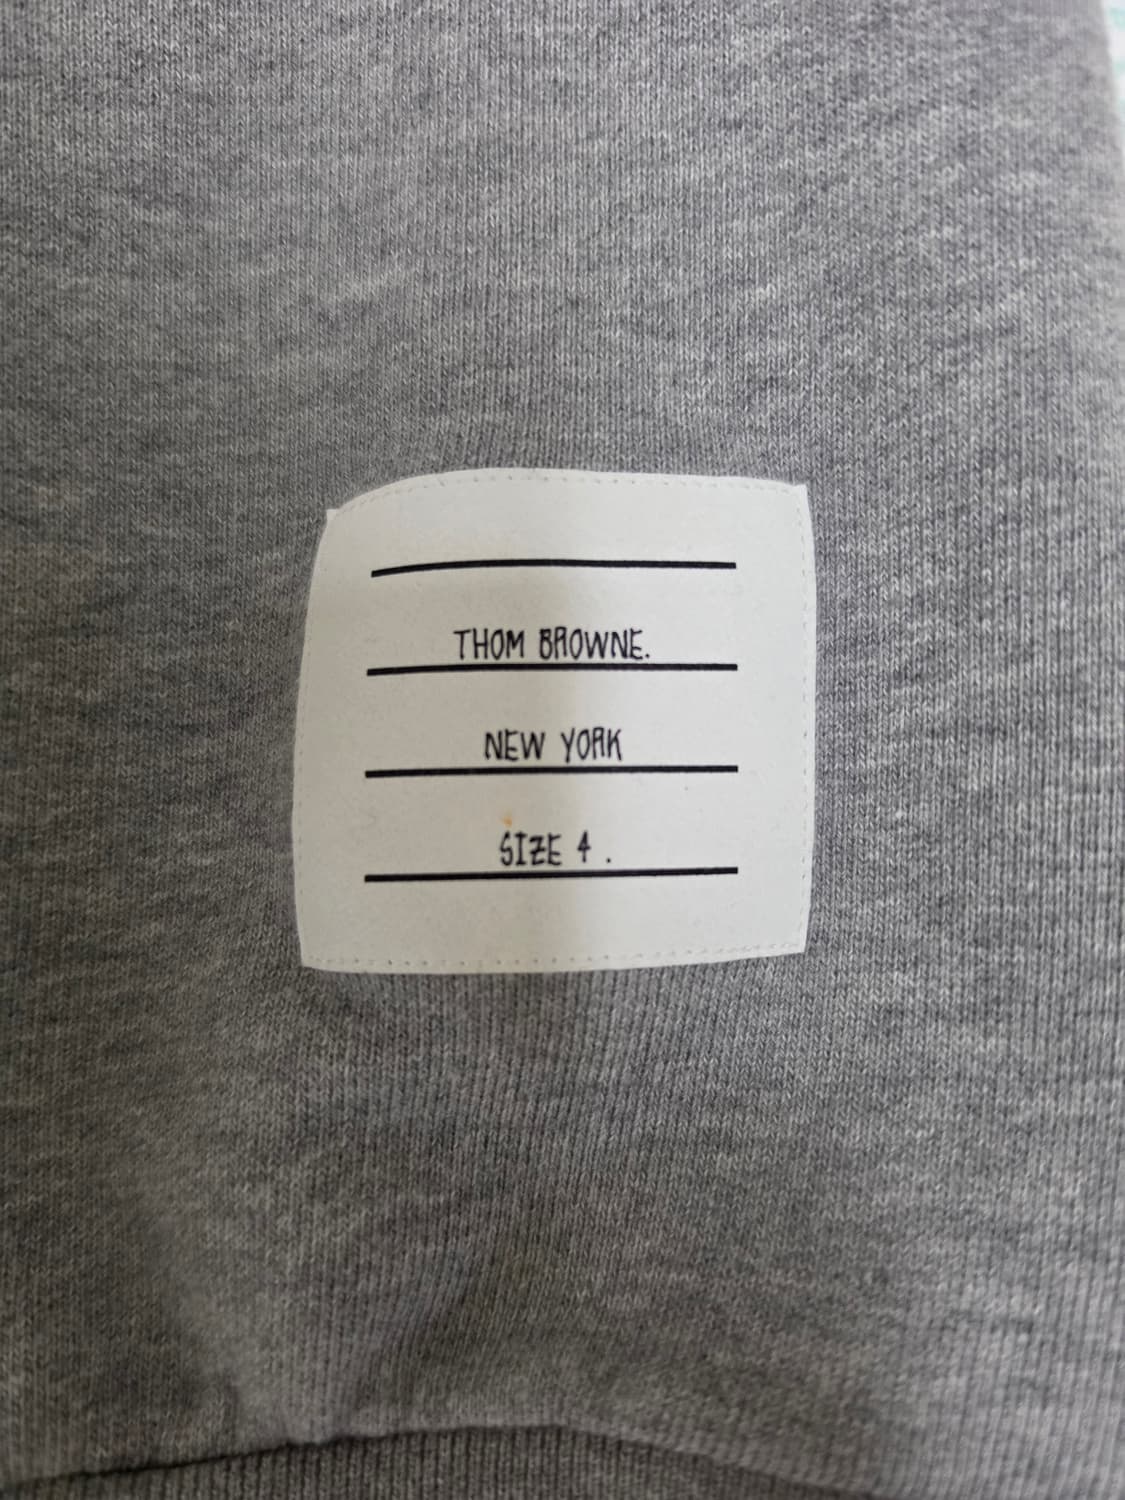 THOM BROWNE.
NEW YORK
SIZE 4 .